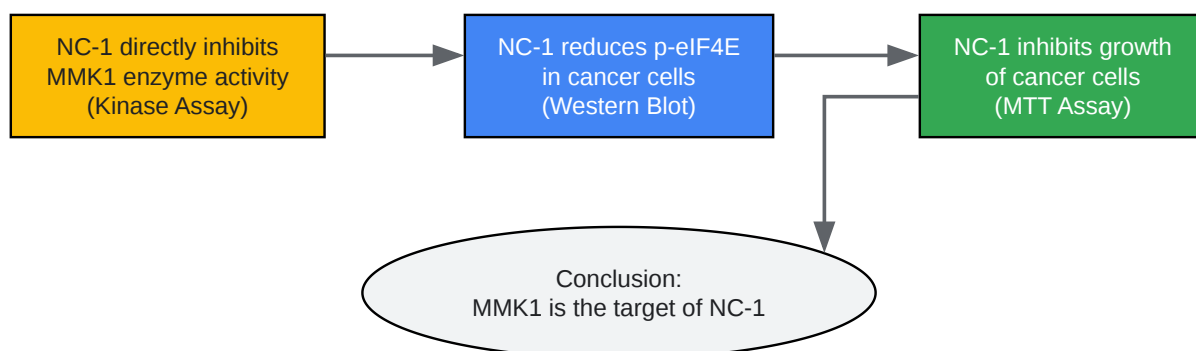 NC-1 directly inhibits
MMK1 enzyme activity
(Kinase Assay)
NC-1 reduces p-eIF4E
in cancer cells
(Western Blot)
NC-1 inhibits growth
of cancer cells
(MTT Assay)
Conclusion:
MMK1 is the target of NC-1